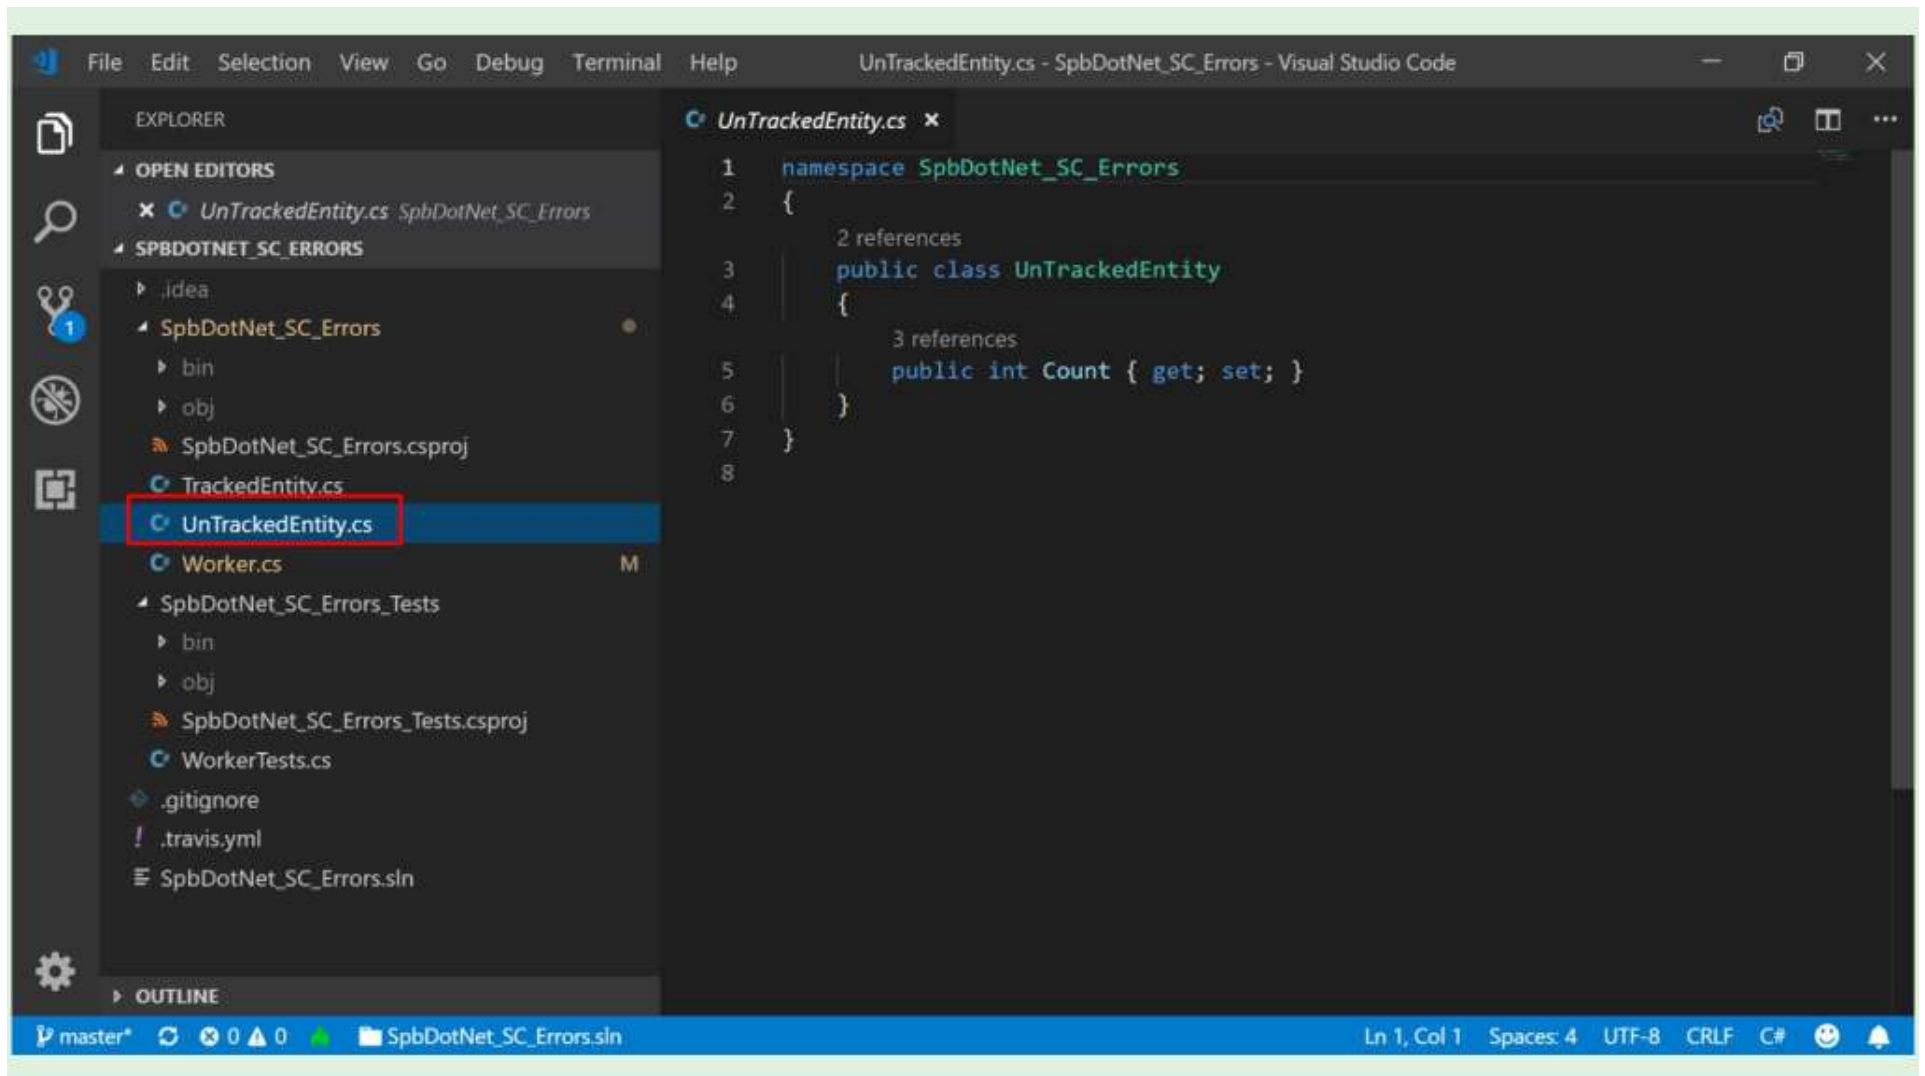 File Edit Selection View Go Debug Terminal Help UnTrackedEntity.cs - SpbDotNet_SC_Errors - Visual Studio Code
EXPLORER
OPEN EDITORS
UnTrackedEntity.cs SpbDotNet_SC_Errors
SPBDOTNET_SC_ERRORS
.idea
SpbDotNet_SC_Errors
bin
obj
SpbDotNet_SC_Errors.csproj
TrackedEntity.cs
UnTrackedEntity.cs
Worker.cs M
SpbDotNet_SC_Errors_Tests
bin
obj
SpbDotNet_SC_Errors_Tests.csproj
WorkerTests.cs
.gitignore
.travis.yml
SpbDotNet_SC_Errors.sln
OUTLINE
1
UnTrackedEntity.cs
1 namespace SpbDotNet_SC_Errors
2 {
2 references
3 public class UnTrackedEntity
4 {
3 references
5 public int Count { get; set; }
6 }
7 }
8
master* 0 0 SpbDotNet_SC_Errors.sln Ln 1, Col 1 Spaces: 4 UTF-8 CRLF C#